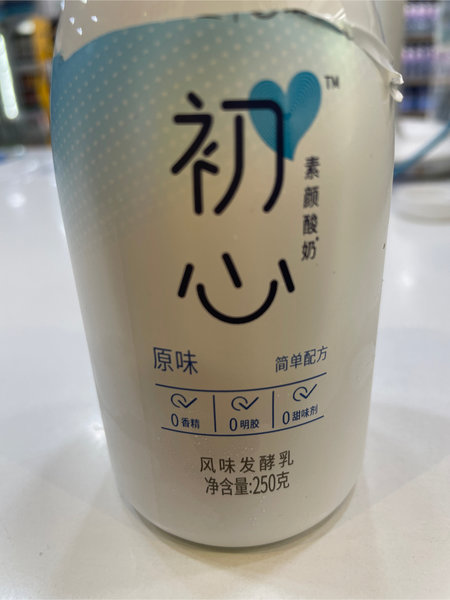 初心
TM
素颜酸奶
原味
简单配方
0香精
0明胶
0甜味剂
风味发酵乳
净含量:250克